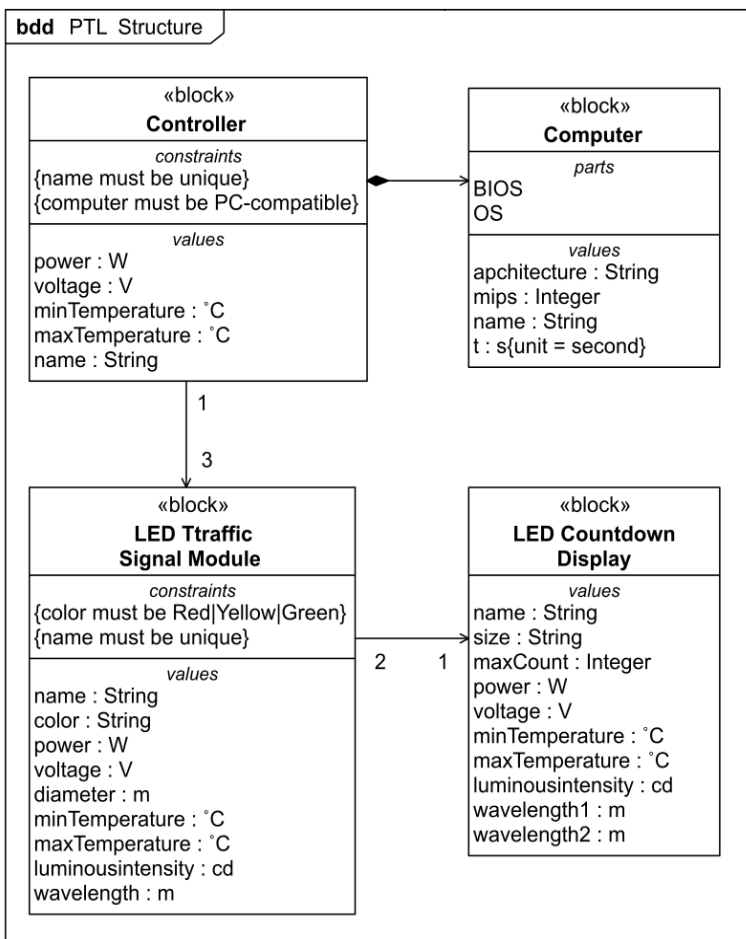 bdd PTL Structure
«block»
Controller
constraints
{name must be unique}
{computer must be PC-compatible}
values
power : W
voltage : V
minTemperature : ˚C
maxTemperature : ˚C
name : String
«block»
Computer
parts
BIOS
OS
values
apchitecture : String
mips : Integer
name : String
t : s{unit = second}
1
3
«block»
LED Ttraffic
Signal Module
constraints
{color must be Red|Yellow|Green}
{name must be unique}
values
name : String
color : String
power : W
voltage : V
diameter : m
minTemperature : ˚C
maxTemperature : ˚C
luminousintensity : cd
wavelength : m
2 1
«block»
LED Countdown
Display
values
name : String
size : String
maxCount : Integer
power : W
voltage : V
minTemperature : ˚C
maxTemperature : ˚C
luminousintensity : cd
wavelength1 : m
wavelength2 : m